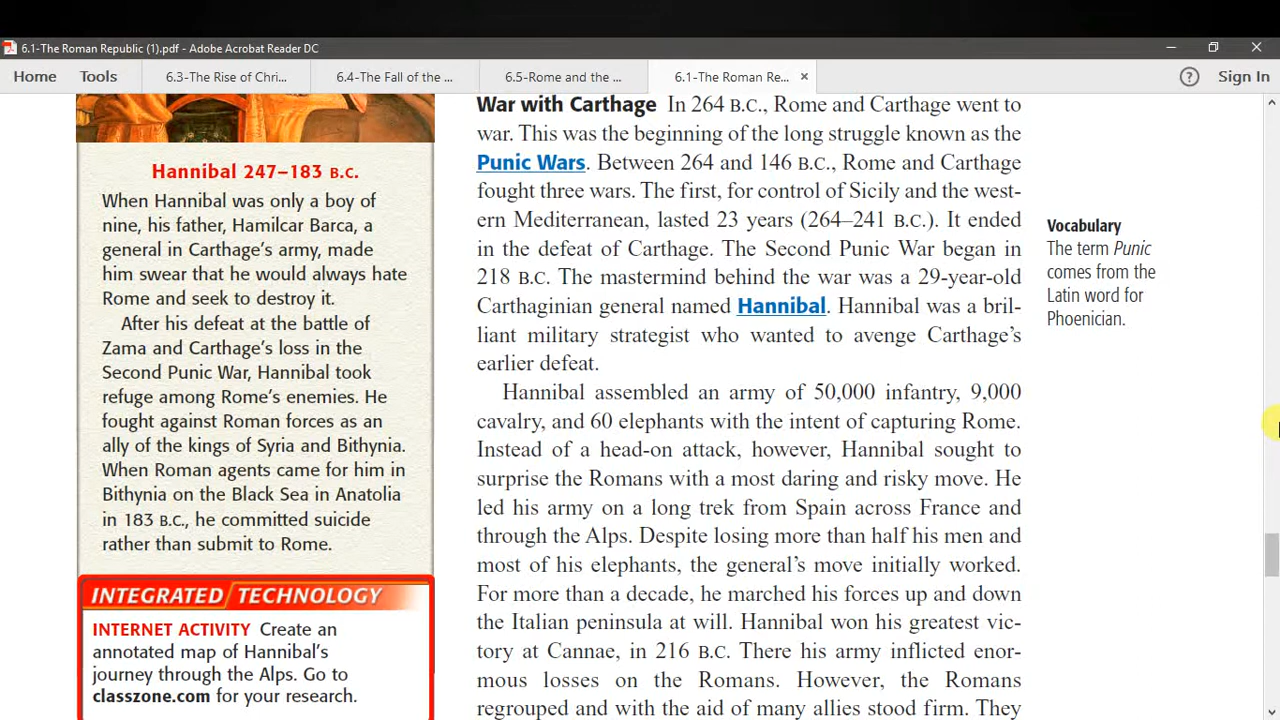 6.1-The Roman Republic (1).pdf - Adobe Acrobat Reader DC
Home Tools 6.3-The Rise of Chri... 6.4-The Fall of the ... 6.5-Rome and the ... 6.1-The Roman Re... × ? Sign In
Hannibal 247–183 B.C.
When Hannibal was only a boy of
nine, his father, Hamilcar Barca, a
general in Carthage's army, made
him swear that he would always hate
Rome and seek to destroy it.
After his defeat at the battle of
Zama and Carthage's loss in the
Second Punic War, Hannibal took
refuge among Rome's enemies. He
fought against Roman forces as an
ally of the kings of Syria and Bithynia.
When Roman agents came for him in
Bithynia on the Black Sea in Anatolia
in 183 B.C., he committed suicide
rather than submit to Rome.
INTEGRATED TECHNOLOGY
INTERNET ACTIVITY Create an
annotated map of Hannibal's
journey through the Alps. Go to
classzone.com for your research.
War with Carthage In 264 B.C., Rome and Carthage went to
war. This was the beginning of the long struggle known as the
Punic Wars. Between 264 and 146 B.C., Rome and Carthage
fought three wars. The first, for control of Sicily and the west-
ern Mediterranean, lasted 23 years (264–241 B.C.). It ended
in the defeat of Carthage. The Second Punic War began in
218 B.C. The mastermind behind the war was a 29-year-old
Carthaginian general named Hannibal. Hannibal was a bril-
liant military strategist who wanted to avenge Carthage's
earlier defeat.
Hannibal assembled an army of 50,000 infantry, 9,000
cavalry, and 60 elephants with the intent of capturing Rome.
Instead of a head-on attack, however, Hannibal sought to
surprise the Romans with a most daring and risky move. He
led his army on a long trek from Spain across France and
through the Alps. Despite losing more than half his men and
most of his elephants, the general's move initially worked.
For more than a decade, he marched his forces up and down
the Italian peninsula at will. Hannibal won his greatest vic-
tory at Cannae, in 216 B.C. There his army inflicted enor-
mous losses on the Romans. However, the Romans
regrouped and with the aid of many allies stood firm. They
Vocabulary
The term Punic
comes from the
Latin word for
Phoenician.